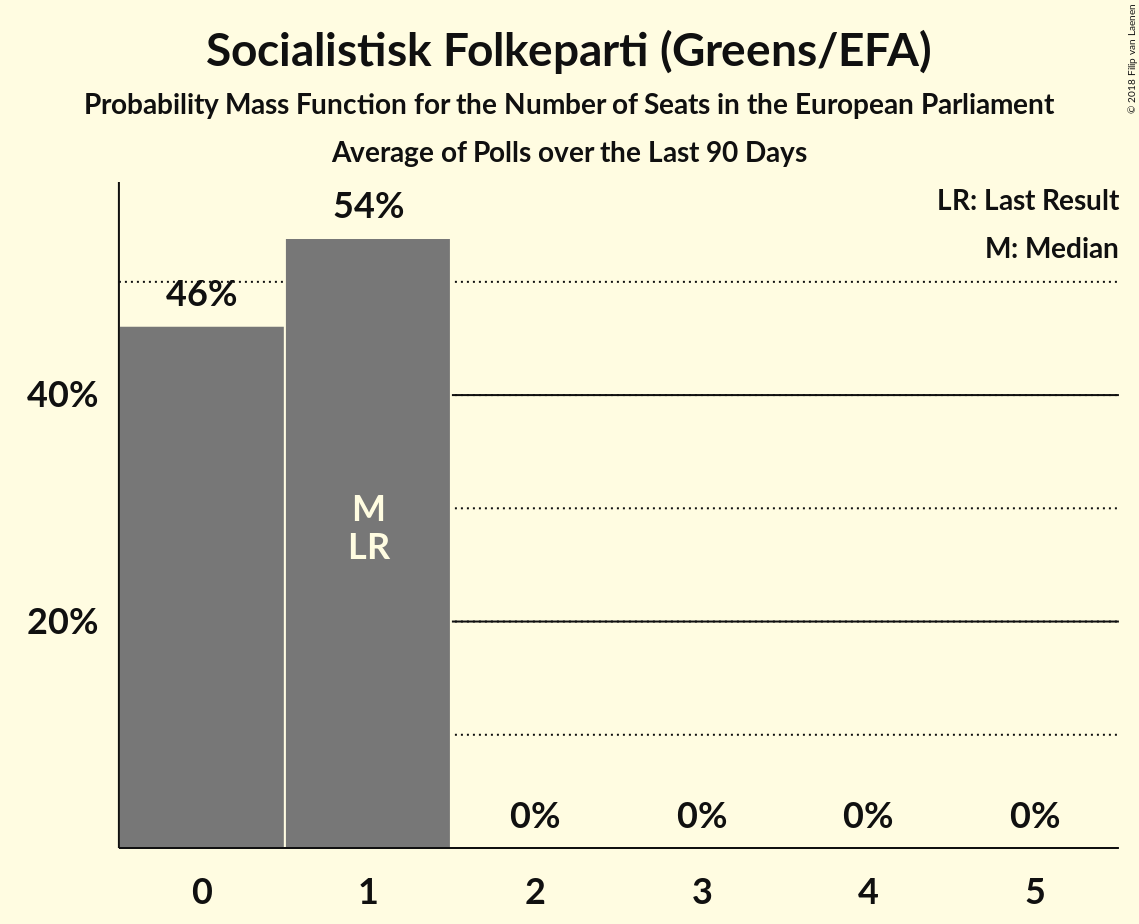 Socialistisk Folkeparti (Greens/EFA)
Probability Mass Function for the Number of Seats in the European Parliament
Average of Polls over the Last 90 Days
© 2018 Filip van Laenen
LR: Last Result
M: Median
54%
46%
40%
M
LR
20%
0% 0% 0% 0%
0 1 2 3 4 5